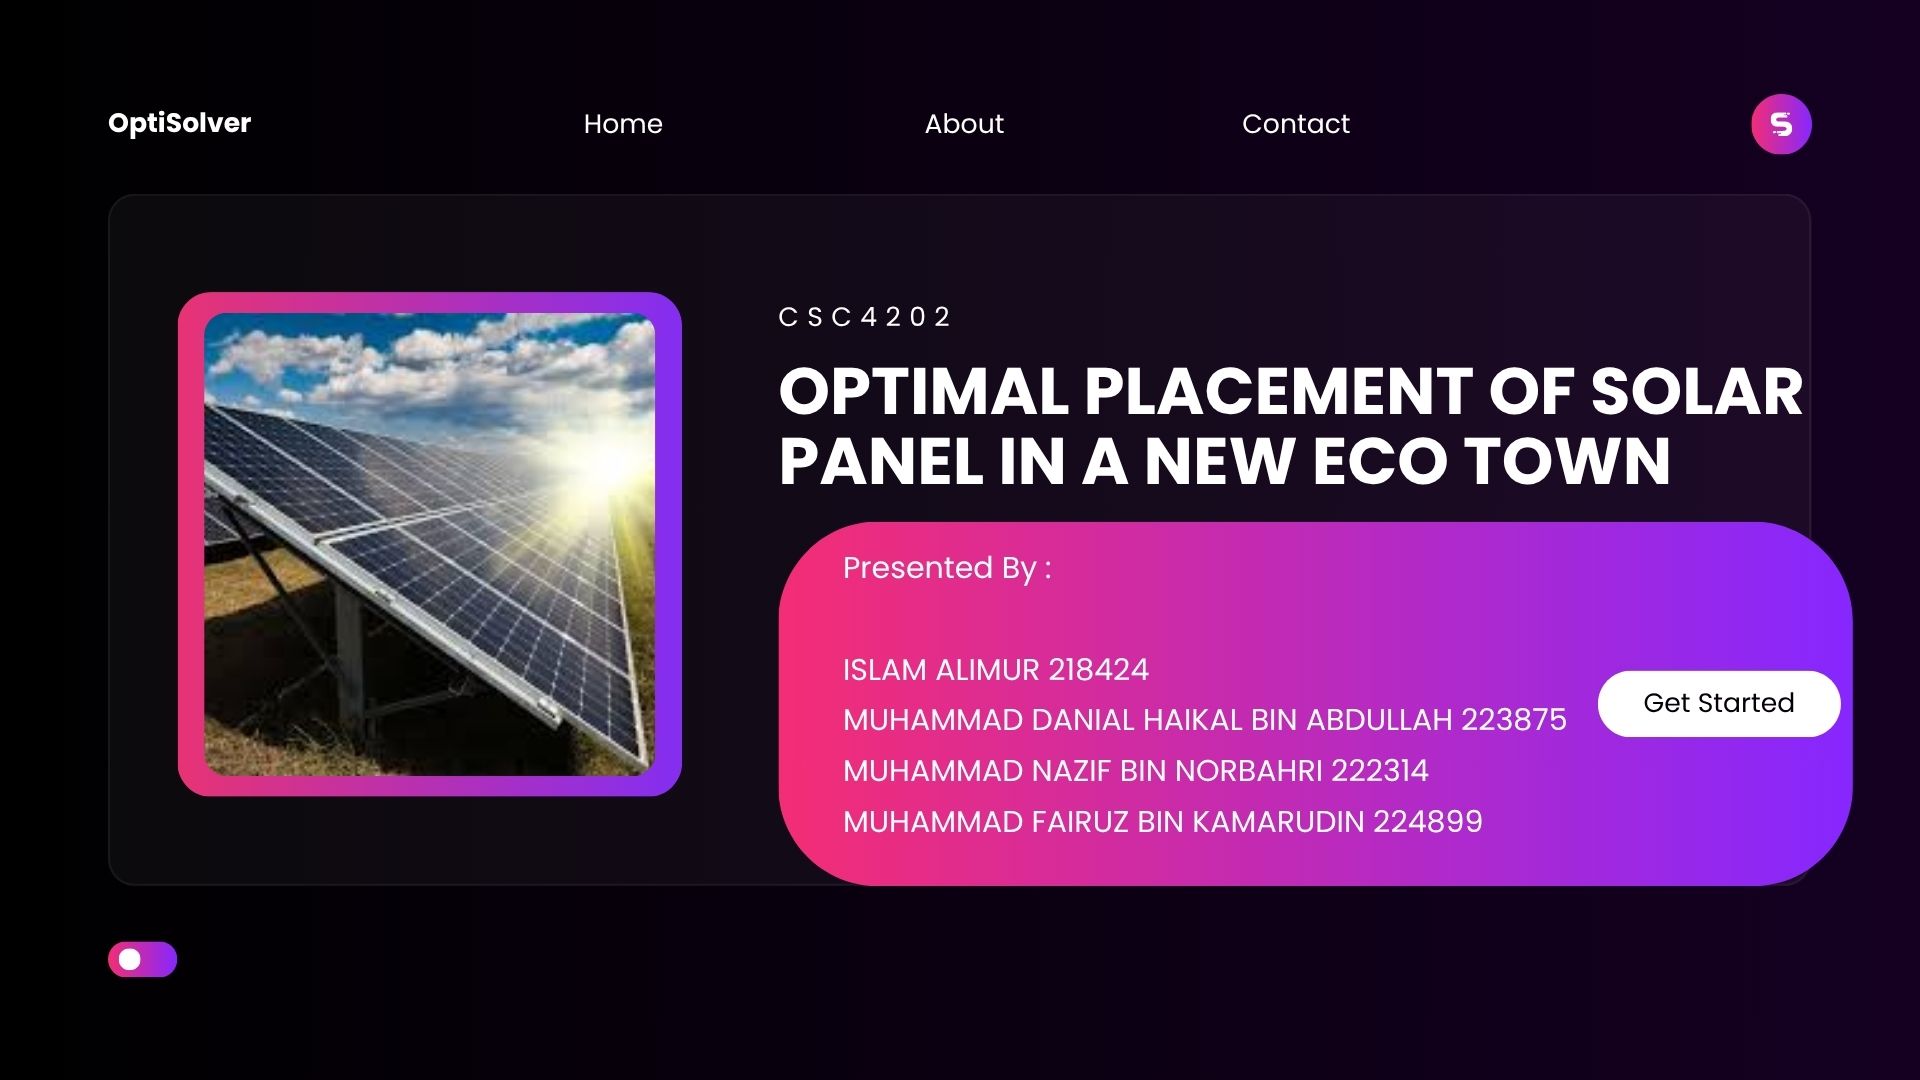 OptiSolver
Home
About
Contact
S
CSC4202
OPTIMAL PLACEMENT OF SOLAR
PANEL IN A NEW ECO TOWN
Presented By :
ISLAM ALIMUR 218424
MUHAMMAD DANIAL HAIKAL BIN ABDULLAH 223875
MUHAMMAD NAZIF BIN NORBAHRI 222314
MUHAMMAD FAIRUZ BIN KAMARUDIN 224899
Get Started